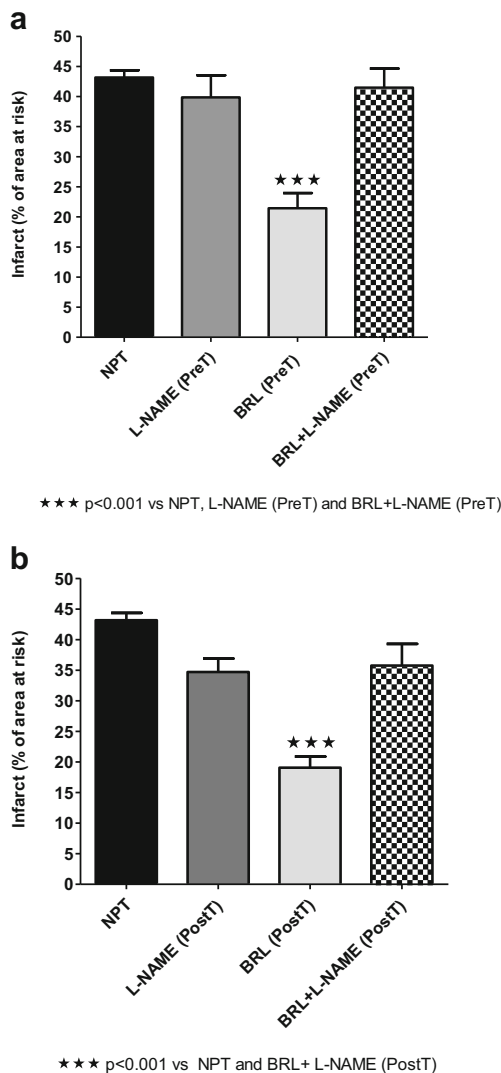 a
50
45
40
35
30
25
20
15
10
5
0
Infarct (% of area at risk)
★★★
NPT
L-NAME (PreT)
BRL (PreT)
BRL+L-NAME (PreT)
★★★ p<0.001 vs NPT, L-NAME (PreT) and BRL+L-NAME (PreT)
b
50
45
40
35
30
25
20
15
10
5
0
Infarct (% of area at risk)
★★★
NPT
L-NAME (PostT)
BRL (PostT)
BRL+L-NAME (PostT)
★★★ p<0.001 vs NPT and BRL+ L-NAME (PostT)